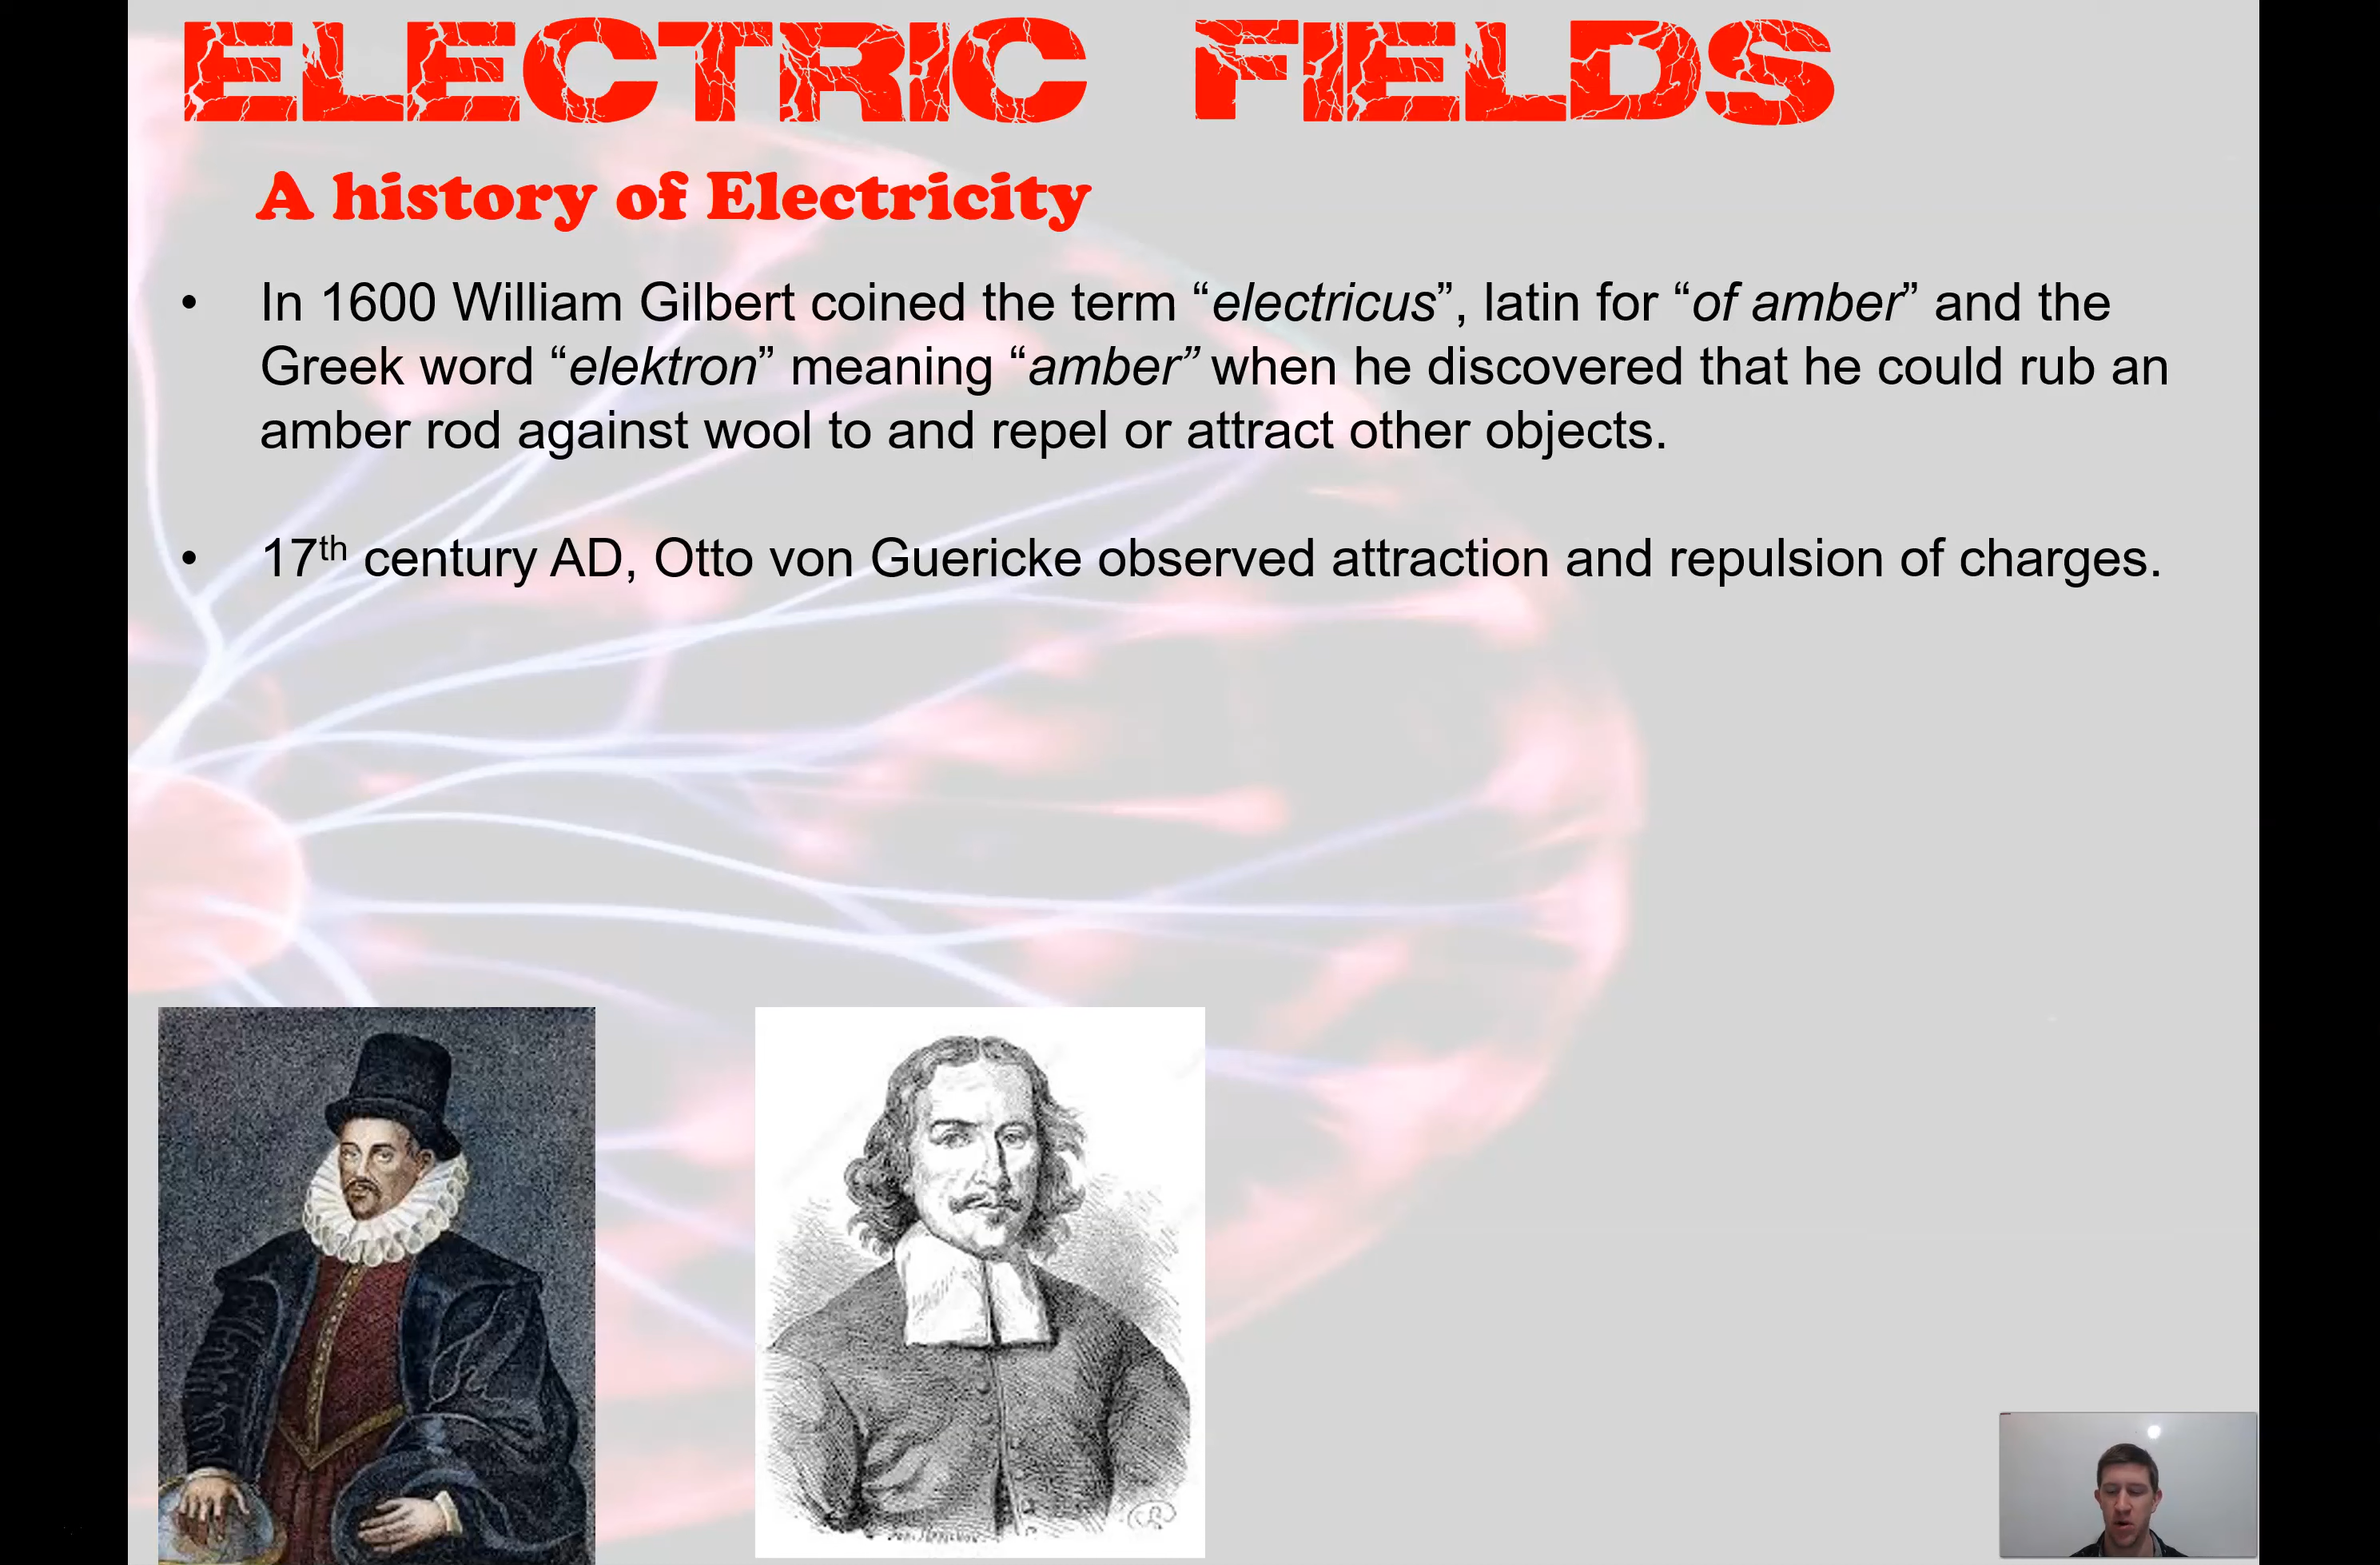 ELECTRIC FIELDS
A history of Electricity
• In 1600 William Gilbert coined the term “electricus”, latin for “of amber” and the
Greek word “elektron” meaning “amber” when he discovered that he could rub an
amber rod against wool to and repel or attract other objects.
• 17th century AD, Otto von Guericke observed attraction and repulsion of charges.